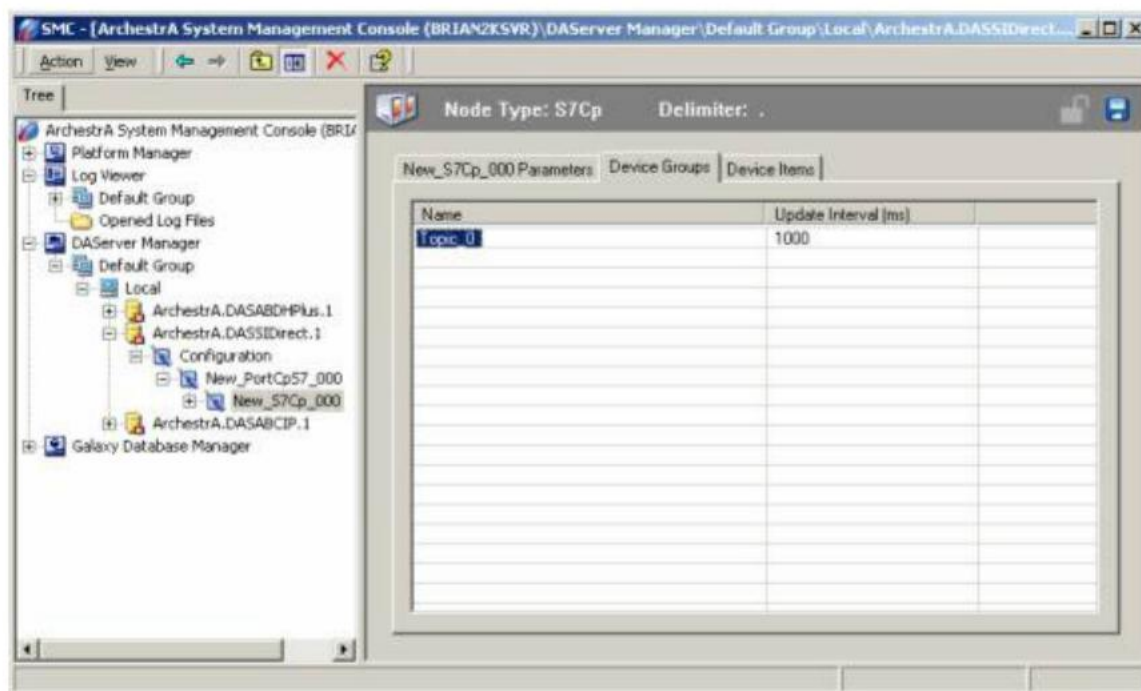 SMC - [ArchestrA System Management Console (BRIAN2KSVR)\DAServer Manager\Default Group\Local\ArchestrA.DASSIDirect....
Action View
Tree
ArchestrA System Management Console (BRIA
Platform Manager
Log Viewer
Default Group
Opened Log Files
DAServer Manager
Default Group
Local
ArchestrA.DASABDHPlus.1
ArchestrA.DASSIDirect.1
Configuration
New_PortCpS7_000
New_S7Cp_000
ArchestrA.DASABCIP.1
Galaxy Database Manager
Node Type: S7Cp Delimiter: .
New_S7Cp_000 Parameters Device Groups Device Items
Name Update Interval (ms)
Topic_0 1000